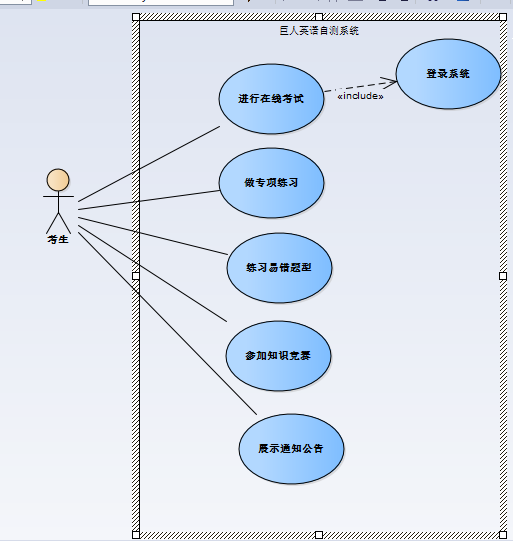 巨人英语自测系统
登录系统
进行在线考试
«include»
做专项练习
练习易错题型
考生
参加知识竞赛
展示通知公告